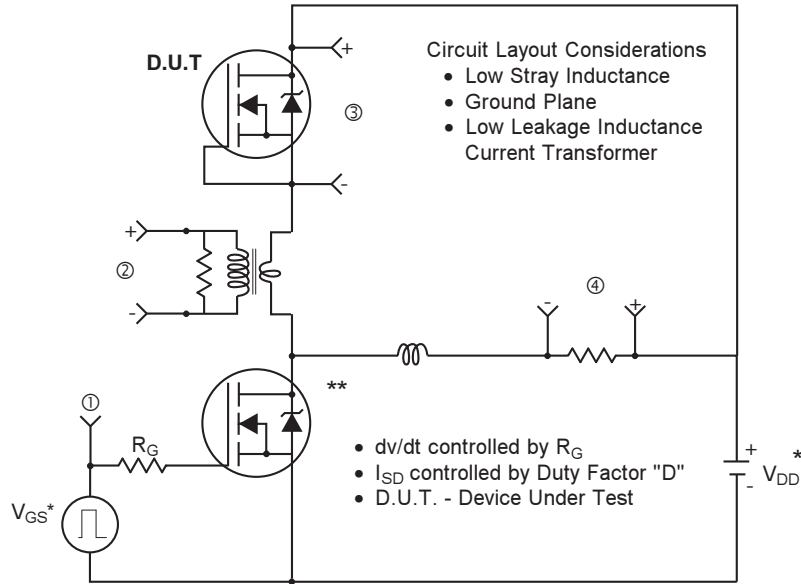 D.U.T
+
③
-
Circuit Layout Considerations
• Low Stray Inductance
• Ground Plane
• Low Leakage Inductance
Current Transformer
+
②
-
-
④
+
**
①
R_G
V_GS*
• dv/dt controlled by R_G
• I_SD controlled by Duty Factor "D"
• D.U.T. - Device Under Test
+
-
V_DD*